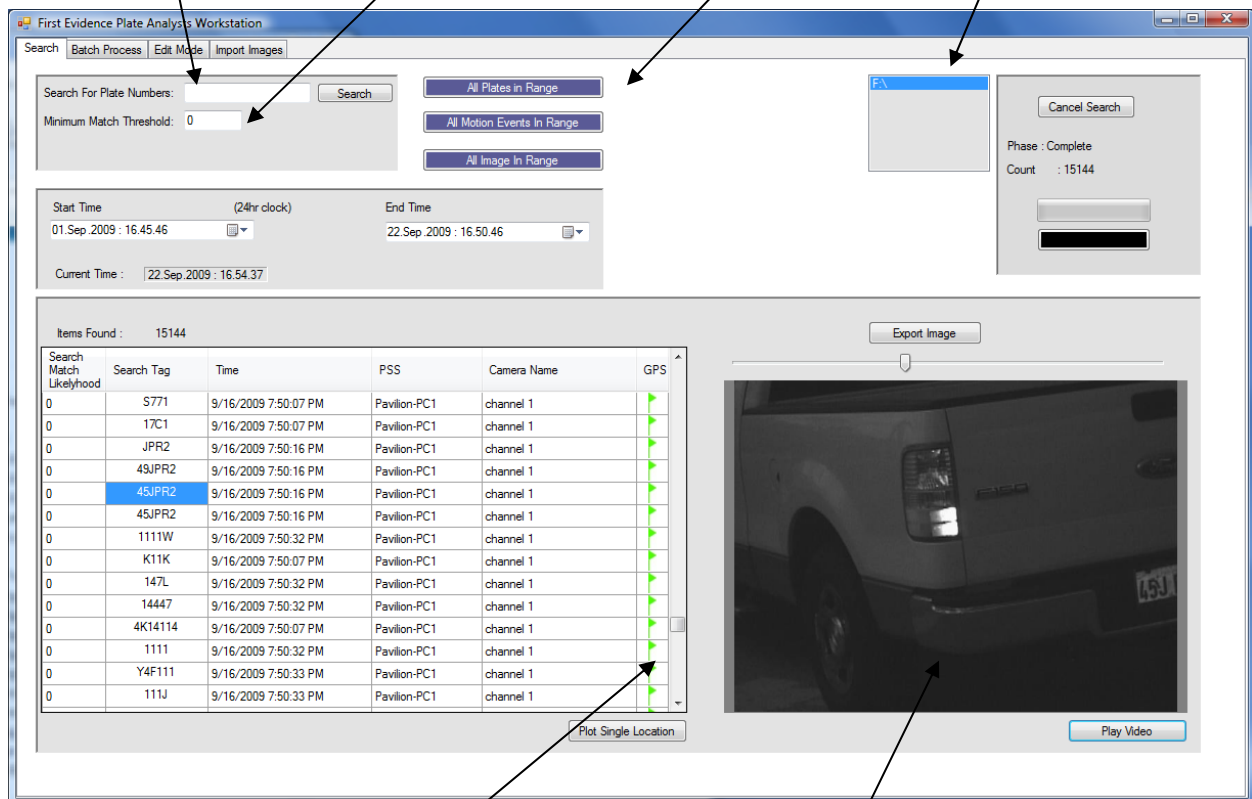 First Evidence Plate Analysis Workstation
Search Batch Process Edit Mode Import Images
Search For Plate Numbers: Search
Minimum Match Threshold: 0
All Plates in Range
All Motion Events In Range
All Image In Range
F:\
Cancel Search
Phase : Complete
Count : 15144
Start Time (24hr clock) End Time
01.Sep.2009 : 16.45.46 22.Sep.2009 : 16.50.46
Current Time : 22.Sep.2009 : 16.54.37
Items Found : 15144
Export Image
Search Match Likelyhood Search Tag Time PSS Camera Name GPS
0 S771 9/16/2009 7:50:07 PM Pavilion-PC1 channel 1
0 17C1 9/16/2009 7:50:07 PM Pavilion-PC1 channel 1
0 JPR2 9/16/2009 7:50:16 PM Pavilion-PC1 channel 1
0 49JPR2 9/16/2009 7:50:16 PM Pavilion-PC1 channel 1
0 45JPR2 9/16/2009 7:50:16 PM Pavilion-PC1 channel 1
0 45JPR2 9/16/2009 7:50:16 PM Pavilion-PC1 channel 1
0 1111W 9/16/2009 7:50:32 PM Pavilion-PC1 channel 1
0 K11K 9/16/2009 7:50:07 PM Pavilion-PC1 channel 1
0 147L 9/16/2009 7:50:32 PM Pavilion-PC1 channel 1
0 14447 9/16/2009 7:50:32 PM Pavilion-PC1 channel 1
0 4K14114 9/16/2009 7:50:07 PM Pavilion-PC1 channel 1
0 1111 9/16/2009 7:50:32 PM Pavilion-PC1 channel 1
0 Y4F111 9/16/2009 7:50:33 PM Pavilion-PC1 channel 1
0 111J 9/16/2009 7:50:33 PM Pavilion-PC1 channel 1
45J
Plot Single Location
Play Video